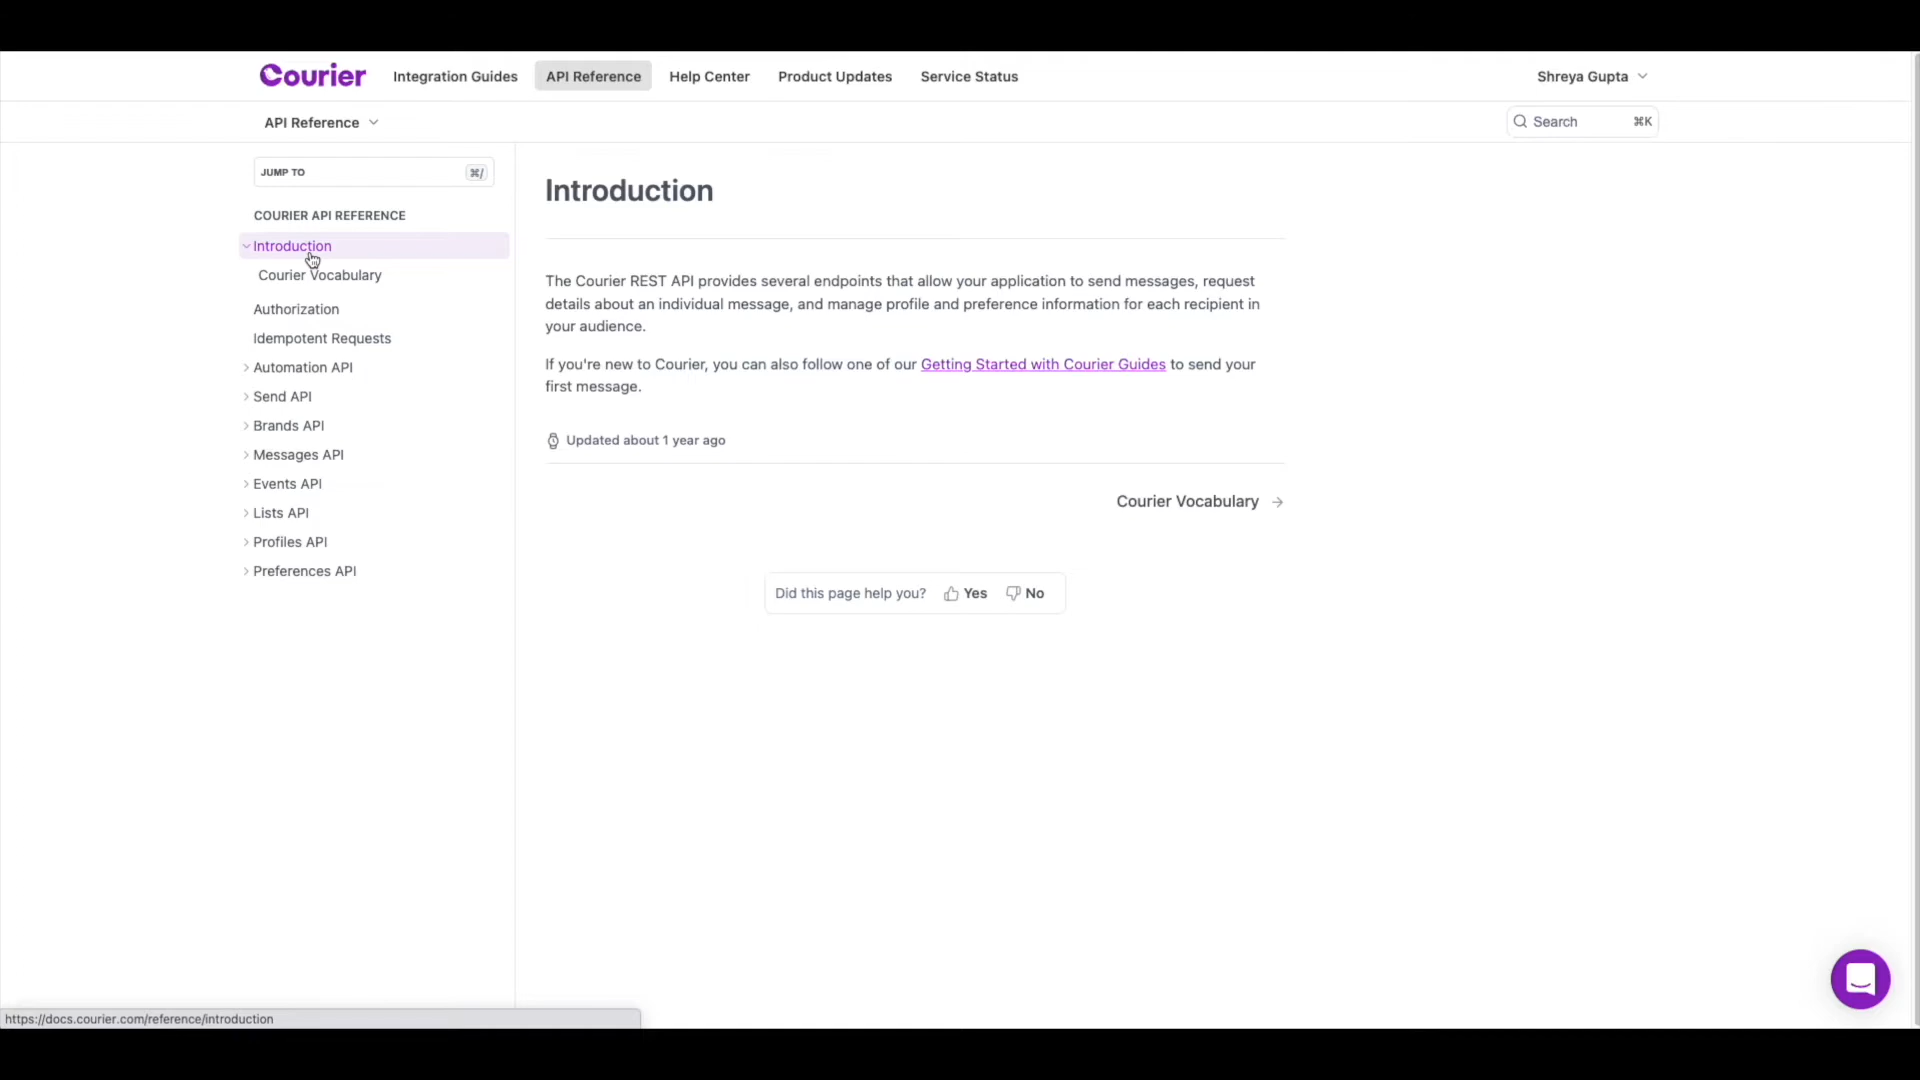 Courier
Integration Guides
API Reference
Help Center
Product Updates
Service Status
Shreya Gupta
API Reference
Search
⌘K
JUMP TO
⌘/
COURIER API REFERENCE
Introduction
Courier Vocabulary
Authorization
Idempotent Requests
Automation API
Send API
Brands API
Messages API
Events API
Lists API
Profiles API
Preferences API
Introduction
The Courier REST API provides several endpoints that allow your application to send messages, request
details about an individual message, and manage profile and preference information for each recipient in
your audience.
If you're new to Courier, you can also follow one of our Getting Started with Courier Guides to send your
first message.
Updated about 1 year ago
Courier Vocabulary →
Did this page help you?
Yes
No
https://docs.courier.com/reference/introduction